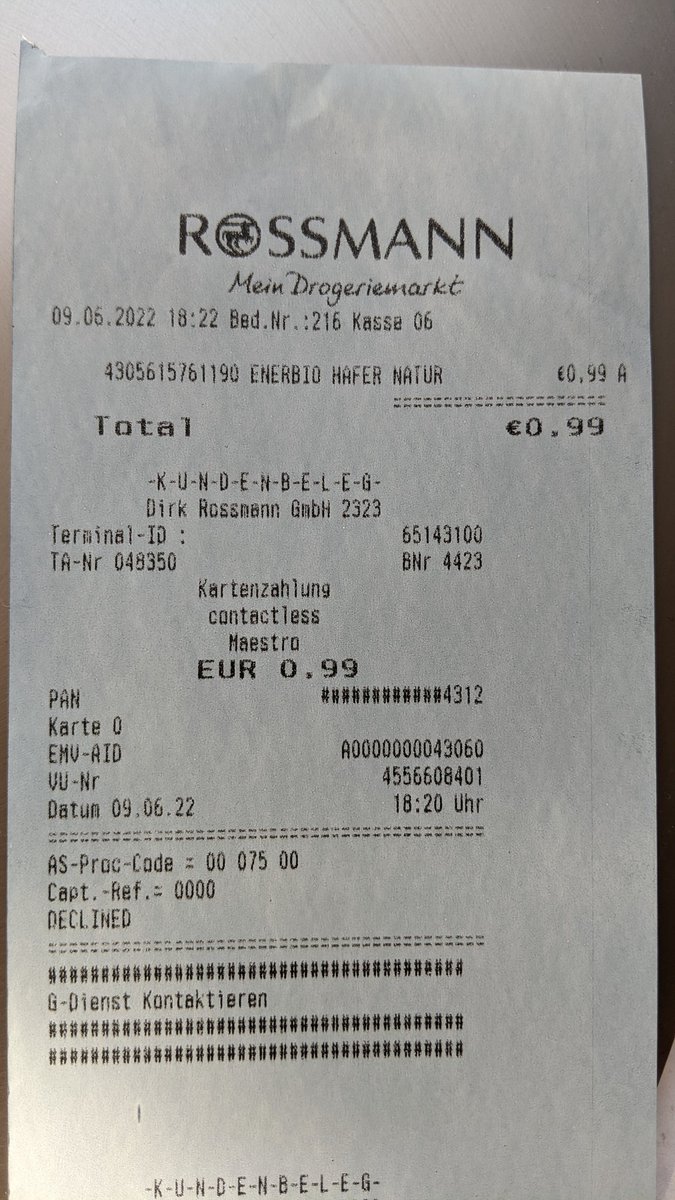 ROSSMANN
Mein Drogeriemarkt
09.06.2022 18:22 Bed.Nr.:216 Kasse 06
4305615761190 ENERBIO HAFER NATUR €0,99 A
====================
Total €0.99
-K-U-N-D-E-N-B-E-L-E-G-
Dirk Rossmann GmbH 2323
Terminal-ID : 65143100
TA-Nr 048350 BNr 4423
Kartenzahlung
contactless
Maestro
EUR 0.99
PAN ############4312
Karte 0
EMV-AID A0000000043060
VU-Nr 4556608401
Datum 09.06.22 18:20 Uhr
========================================
AS-Proc-Code = 00 075 00
Capt.-Ref.= 0000
DECLINED
========================================
########################################
G-Dienst Kontaktieren
########################################
########################################
-K-U-N-D-E-N-B-E-L-E-G-